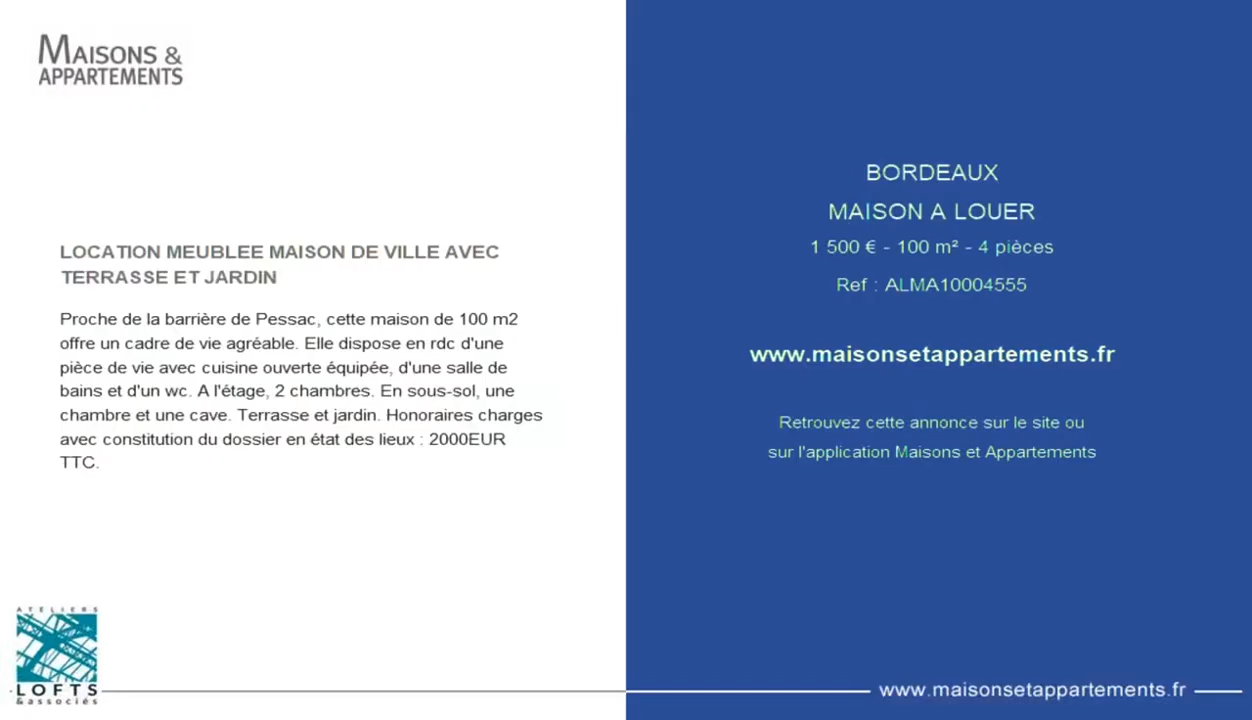 MAISONS &
APPARTEMENTS
LOCATION MEUBLEE MAISON DE VILLE AVEC
TERRASSE ET JARDIN
Proche de la barrière de Pessac, cette maison de 100 m2
offre un cadre de vie agréable. Elle dispose en rdc d'une
pièce de vie avec cuisine ouverte équipée, d'une salle de
bains et d'un wc. A l'étage, 2 chambres. En sous-sol, une
chambre et une cave. Terrasse et jardin. Honoraires charges
avec constitution du dossier en état des lieux : 2000EUR
TTC.
ATELIERS
LOFTS
&associés
BORDEAUX
MAISON A LOUER
1 500 € - 100 m² - 4 pièces
Ref : ALMA10004555
www.maisonsetappartements.fr
Retrouvez cette annonce sur le site ou
sur l'application Maisons et Appartements
www.maisonsetappartements.fr